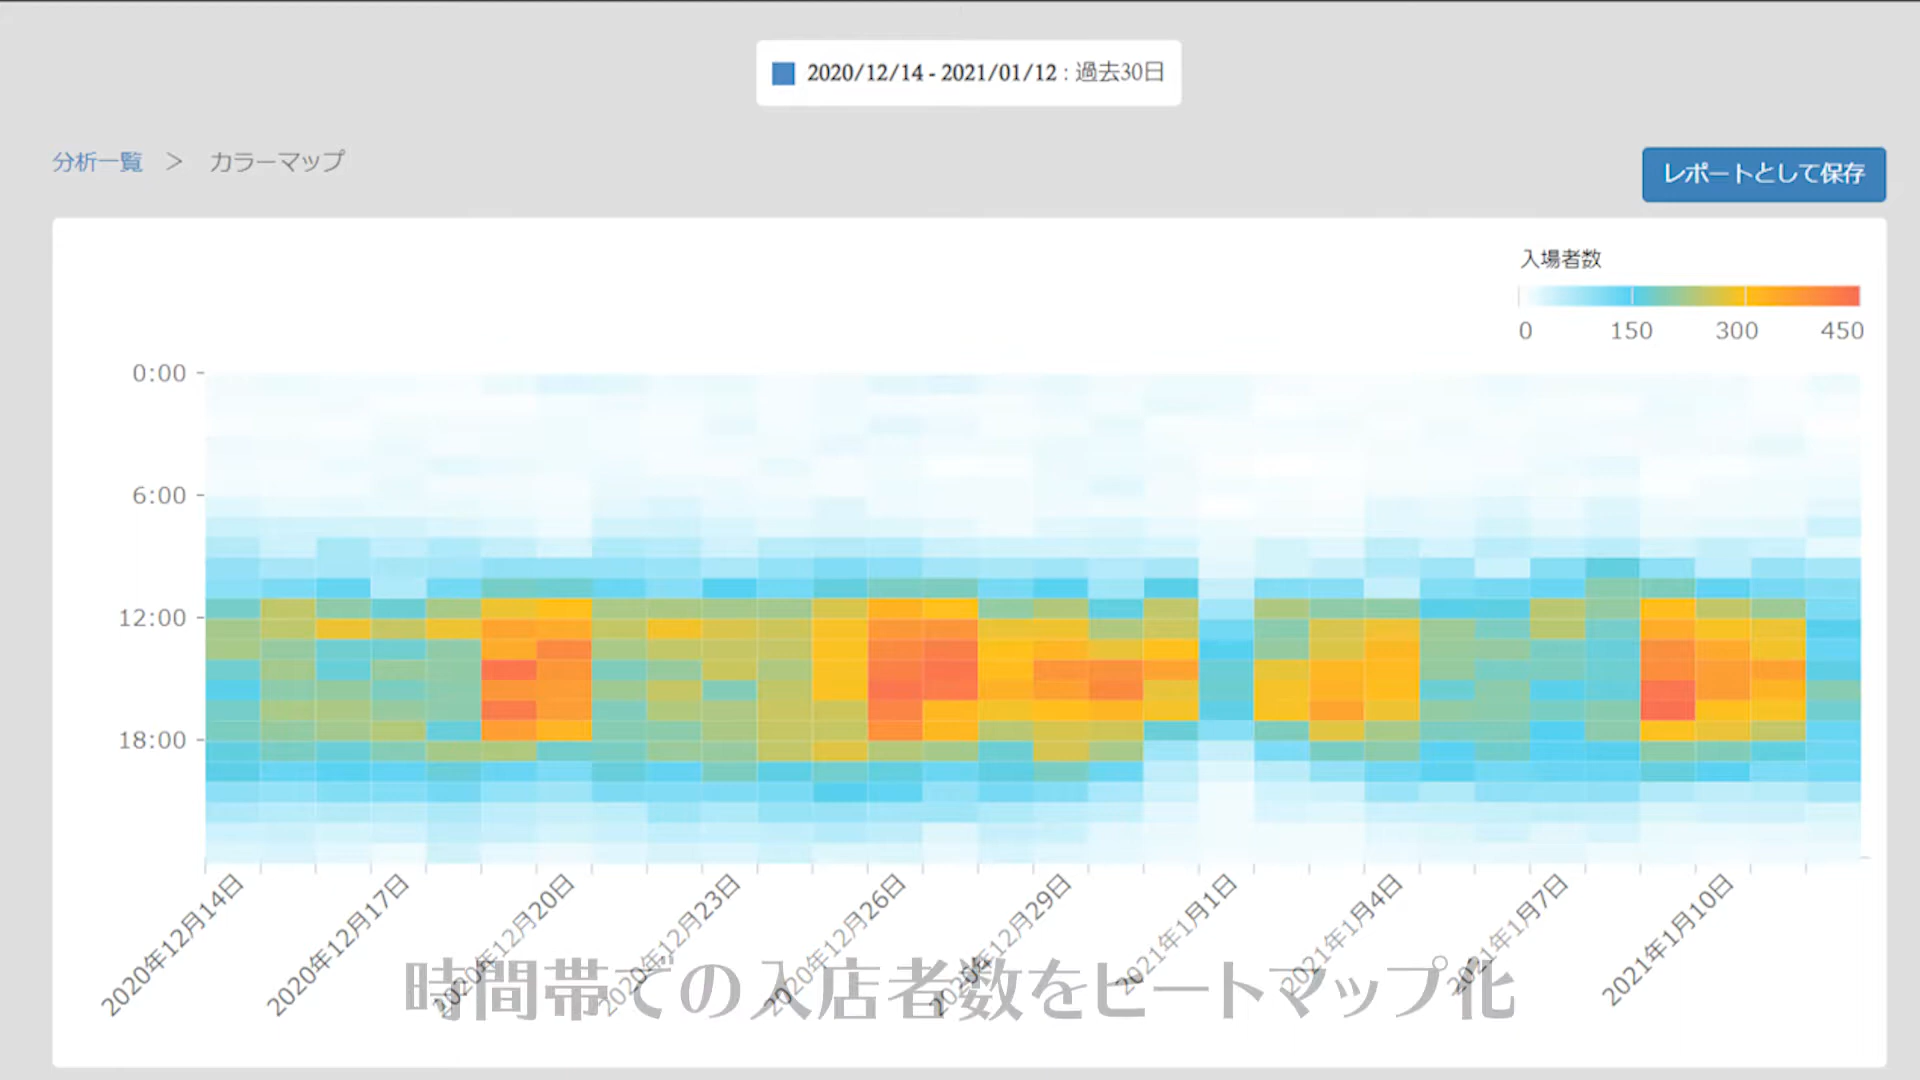 2020/12/14 - 2021/01/12 : 過去30日
分析一覧 > カラーマップ
レポートとして保存
入場者数
0 150 300 450
0:00
6:00
12:00
18:00
2020年12月14日
2020年12月17日
2020年12月20日
2020年12月23日
2020年12月26日
2020年12月29日
2021年1月1日
2021年1月4日
2021年1月7日
2021年1月10日
時間帯での入店者数をヒートマップ化